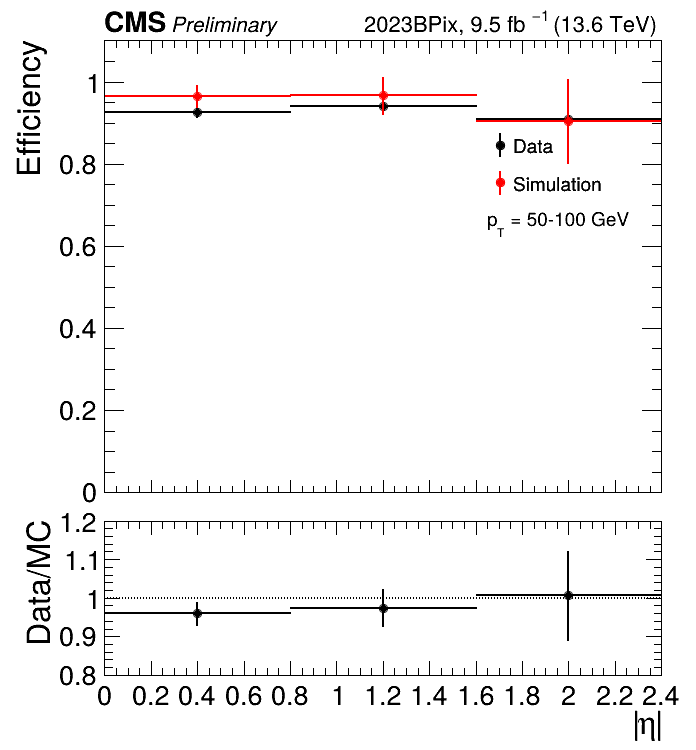 CMS Preliminary 2023BPix, 9.5 fb⁻¹ (13.6 TeV)
Efficiency
1
0.8
0.6
0.4
0.2
0
Data
Simulation
p_T = 50-100 GeV
Data/MC
1.2
1.1
1
0.9
0.8
0 0.2 0.4 0.6 0.8 1 1.2 1.4 1.6 1.8 2 2.2 2.4
|η|